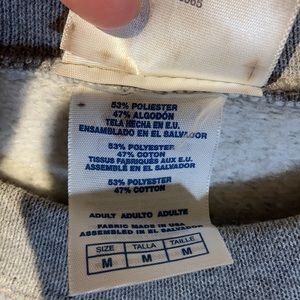 53% POLIESTER
47% ALGODÓN
TELA HECHA EN E.U.
ENSAMBLADO EN EL SALVADOR
53% POLYESTER
47% COTTON
TISSUS FABRIQUES AUX E.U.
ASSEMBLÉ EN EL SALVADOR
53% POLYESTER
47% COTTON
ADULT ADULTO ADULTE
FABRIC MADE IN USA
ASSEMBLED IN EL SALVADOR
SIZE TALLA TAILLE
M M M